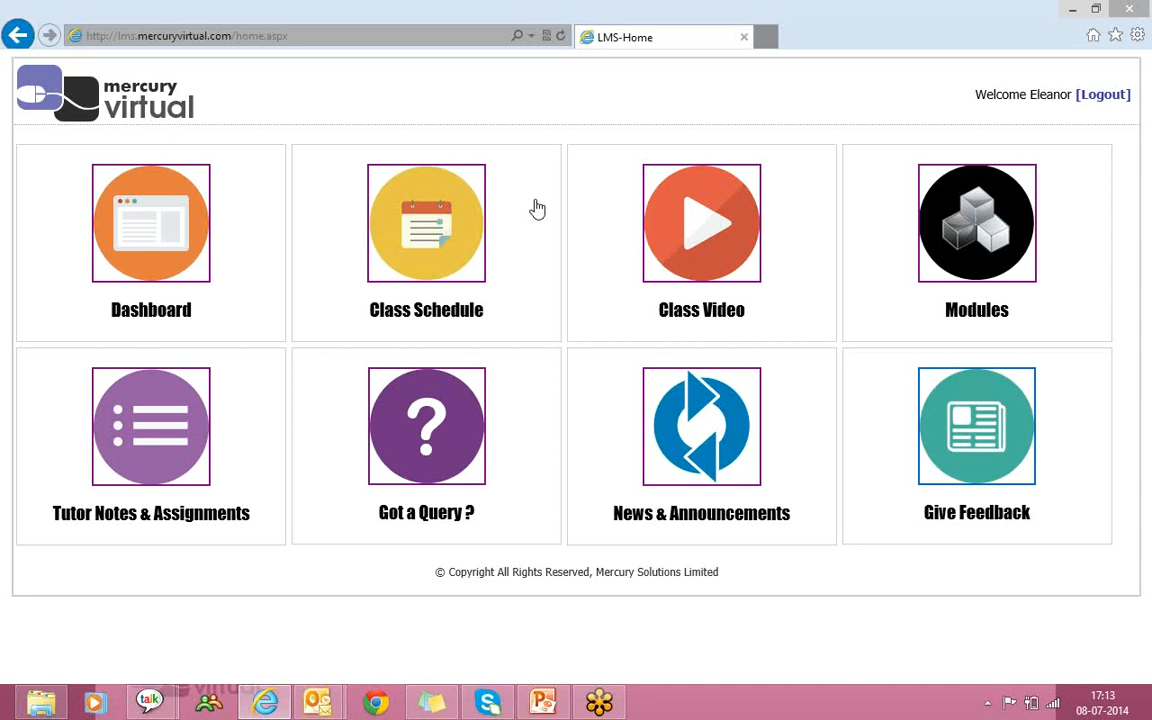 http://lms.mercuryvirtual.com/home.aspx
LMS-Home
mercury
virtual
Welcome Eleanor [Logout]
Dashboard
Class Schedule
Class Video
Modules
Tutor Notes & Assignments
Got a Query ?
News & Announcements
Give Feedback
© Copyright All Rights Reserved, Mercury Solutions Limited
talk
virtual
17:13
08-07-2014